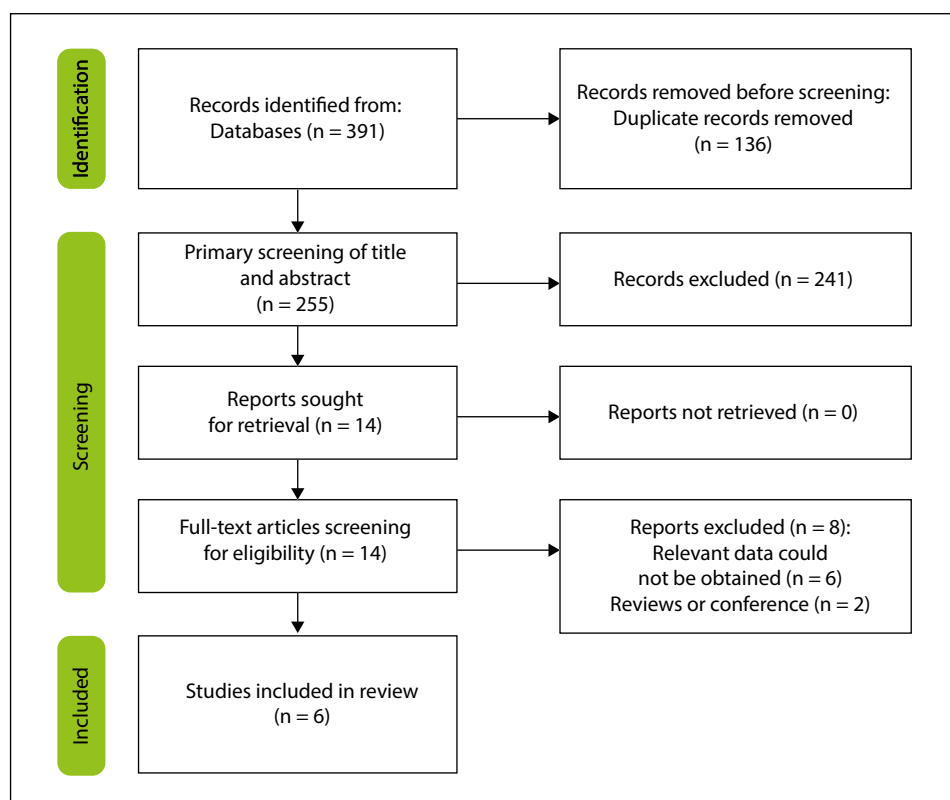 Identification
Records identified from:
Databases (n = 391)
Records removed before screening:
Duplicate records removed
(n = 136)
Screening
Primary screening of title
and abstract
(n = 255)
Records excluded (n = 241)
Reports sought
for retrieval (n = 14)
Reports not retrieved (n = 0)
Full-text articles screening
for eligibility (n = 14)
Reports excluded (n = 8):
Relevant data could
not be obtained (n = 6)
Reviews or conference (n = 2)
Included
Studies included in review
(n = 6)